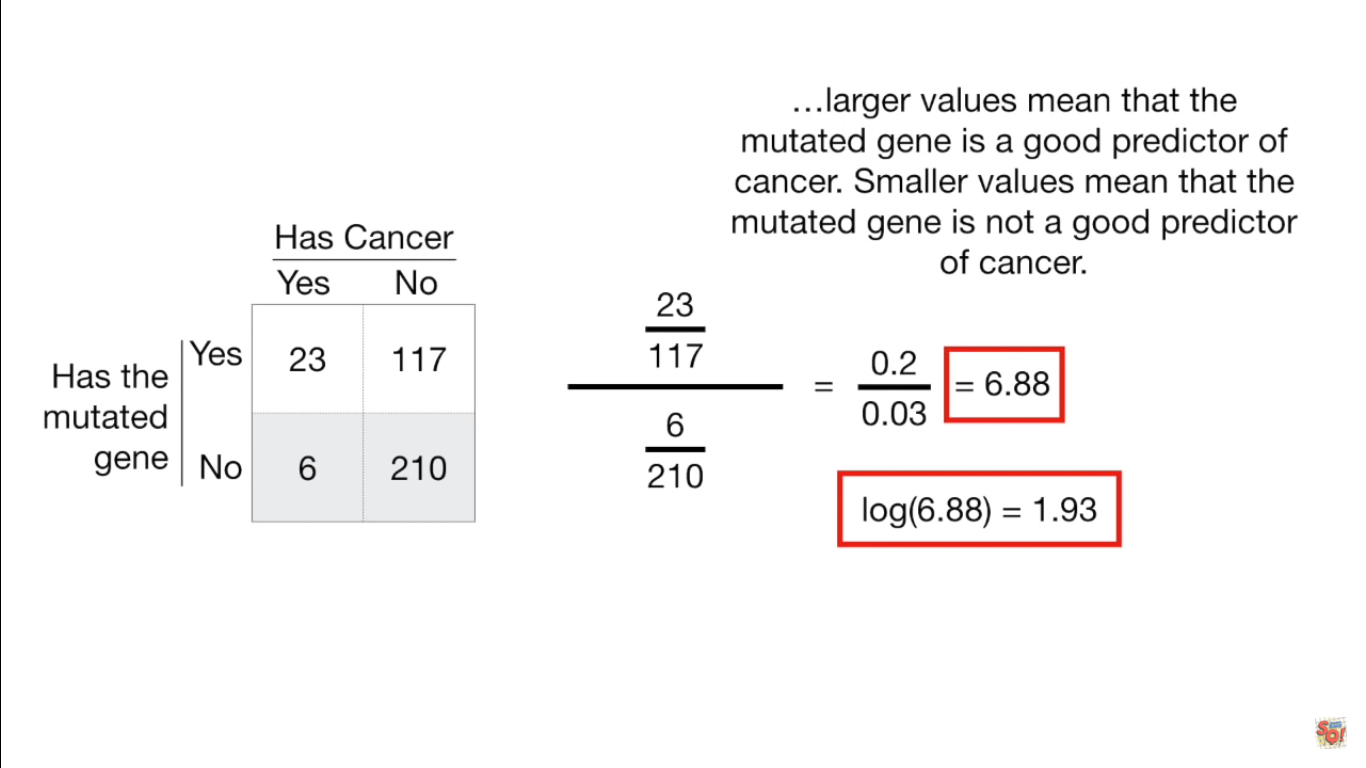 ...larger values mean that the
mutated gene is a good predictor of
cancer. Smaller values mean that the
mutated gene is not a good predictor
of cancer.
Has Cancer
Yes No
Has the
mutated
gene
Yes 23 117
No 6 210
23
117
6
210
=
0.2
0.03
= 6.88
log(6.88) = 1.93
SQ!